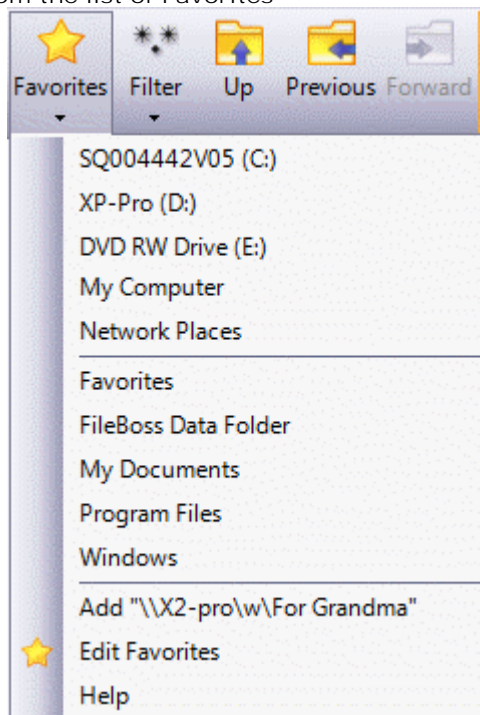 from the list of Favorites
Favorites Filter Up Previous Forward
SQ004442V05 (C:)
XP-Pro (D:)
DVD RW Drive (E:)
My Computer
Network Places
Favorites
FileBoss Data Folder
My Documents
Program Files
Windows
Add "\\X2-pro\w\For Grandma"
Edit Favorites
Help